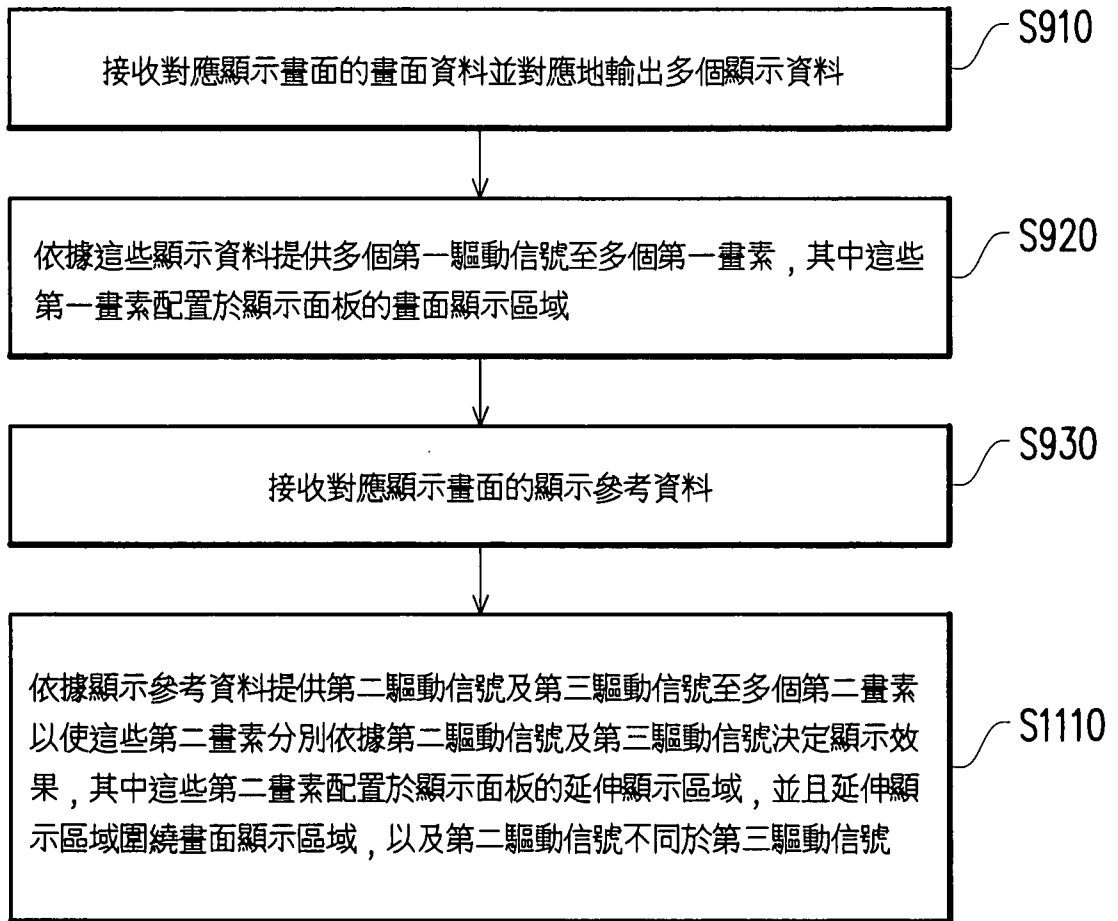 S910
接收對應顯示畫面的畫面資料並對應地輸出多個顯示資料
S920
依據這些顯示資料提供多個第一驅動信號至多個第一畫素，其中這些
第一畫素配置於顯示面板的畫面顯示區域
S930
接收對應顯示畫面的顯示參考資料
S1110
依據顯示參考資料提供第二驅動信號及第三驅動信號至多個第二畫素
以使這些第二畫素分別依據第二驅動信號及第三驅動信號決定顯示效
果，其中這些第二畫素配置於顯示面板的延伸顯示區域，並且延伸顯
示區域圍繞畫面顯示區域，以及第二驅動信號不同於第三驅動信號